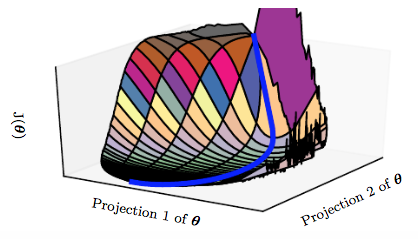 J(θ)
Projection 1 of θ
Projection 2 of θ